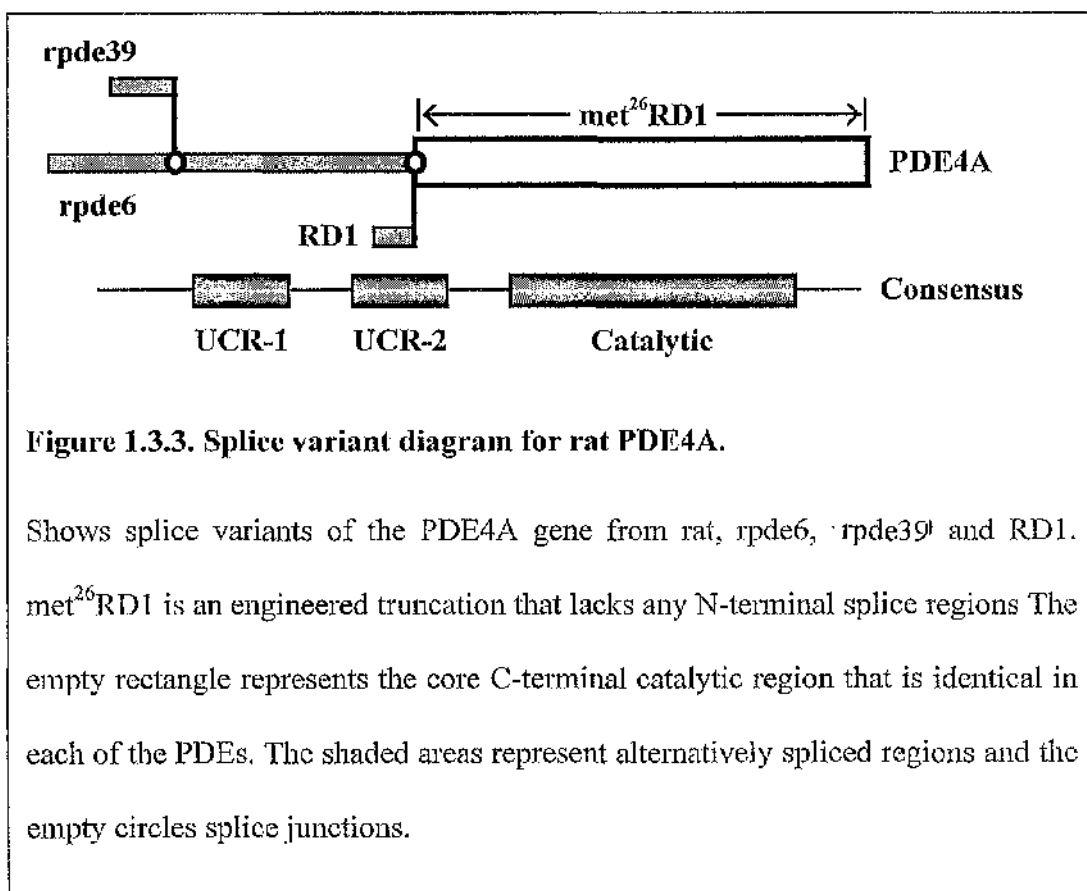 rpde39
met²⁶RD1
PDE4A
rpde6
RD1
Consensus
UCR-1 UCR-2 Catalytic
Figure 1.3.3. Splice variant diagram for rat PDE4A.
Shows splice variants of the PDE4A gene from rat, rpde6, rpde39 and RD1.
met²⁶RD1 is an engineered truncation that lacks any N-terminal splice regions The
empty rectangle represents the core C-terminal catalytic region that is identical in
each of the PDEs. The shaded areas represent alternatively spliced regions and the
empty circles splice junctions.